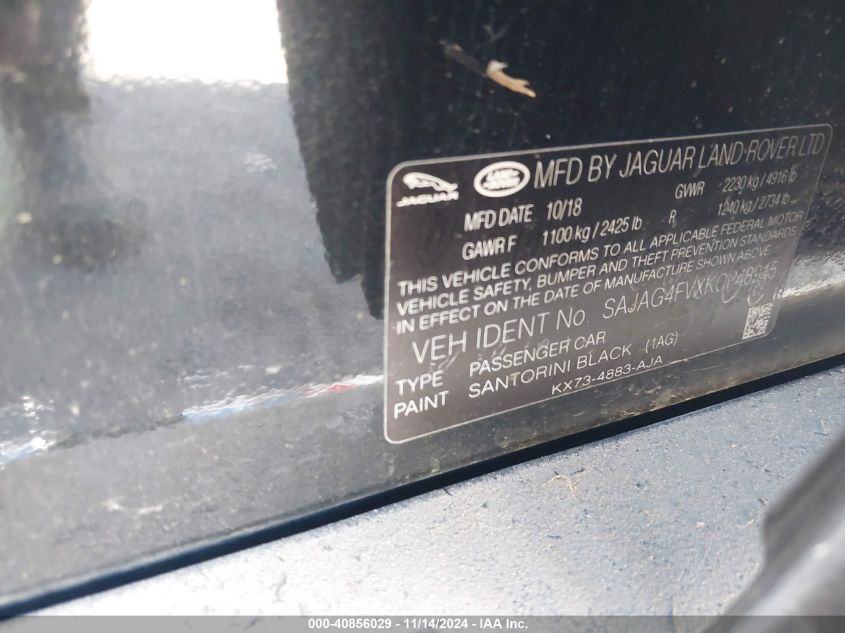 JAGUAR LAND-ROVER MFD BY JAGUAR LAND-ROVER LTD
MFD DATE 10/18 GVWR 2230 kg / 4916 lb
GAWR F 1100 kg / 2425 lb R 1240 kg / 2734 lb
THIS VEHICLE CONFORMS TO ALL APPLICABLE FEDERAL MOTOR
VEHICLE SAFETY, BUMPER AND THEFT PREVENTION STANDARDS
IN EFFECT ON THE DATE OF MANUFACTURE SHOWN ABOVE
VEH IDENT No. SAJAG4FVXKCP48945
TYPE PASSENGER CAR
PAINT SANTORINI BLACK (1AG)
KX73-4883-AJA
000-40856029 - 11/14/2024 - IAA Inc.